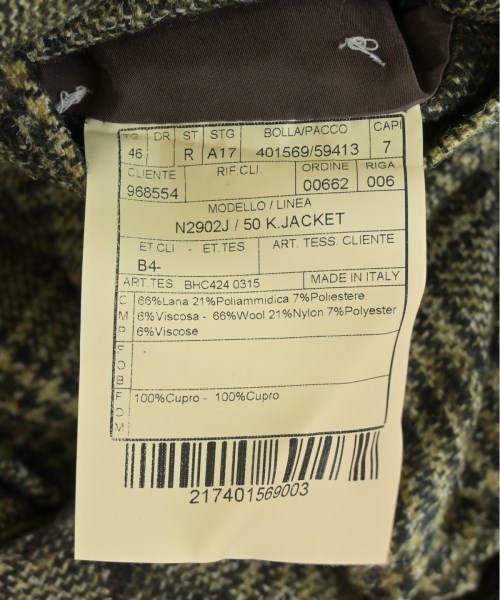 TG DR ST STG BOLLA/PACCO CAPI
46 R A17 401569/59413 7
CLIENTE RIF.CLI. ORDINE RIGA
968554 00662 006
MODELLO / LINEA
N2902J / 50 K.JACKET
ET.CLI - ET.TES ART. TESS. CLIENTE
B4-
ART.TES. BHC424 0315 MADE IN ITALY
C M P
66%Lana 21%Poliammidica 7%Poliestere
6%Viscosa - 66%Wool 21%Nylon 7%Polyester
6%Viscose
F O B
F O M
100%Cupro - 100%Cupro
217401569003